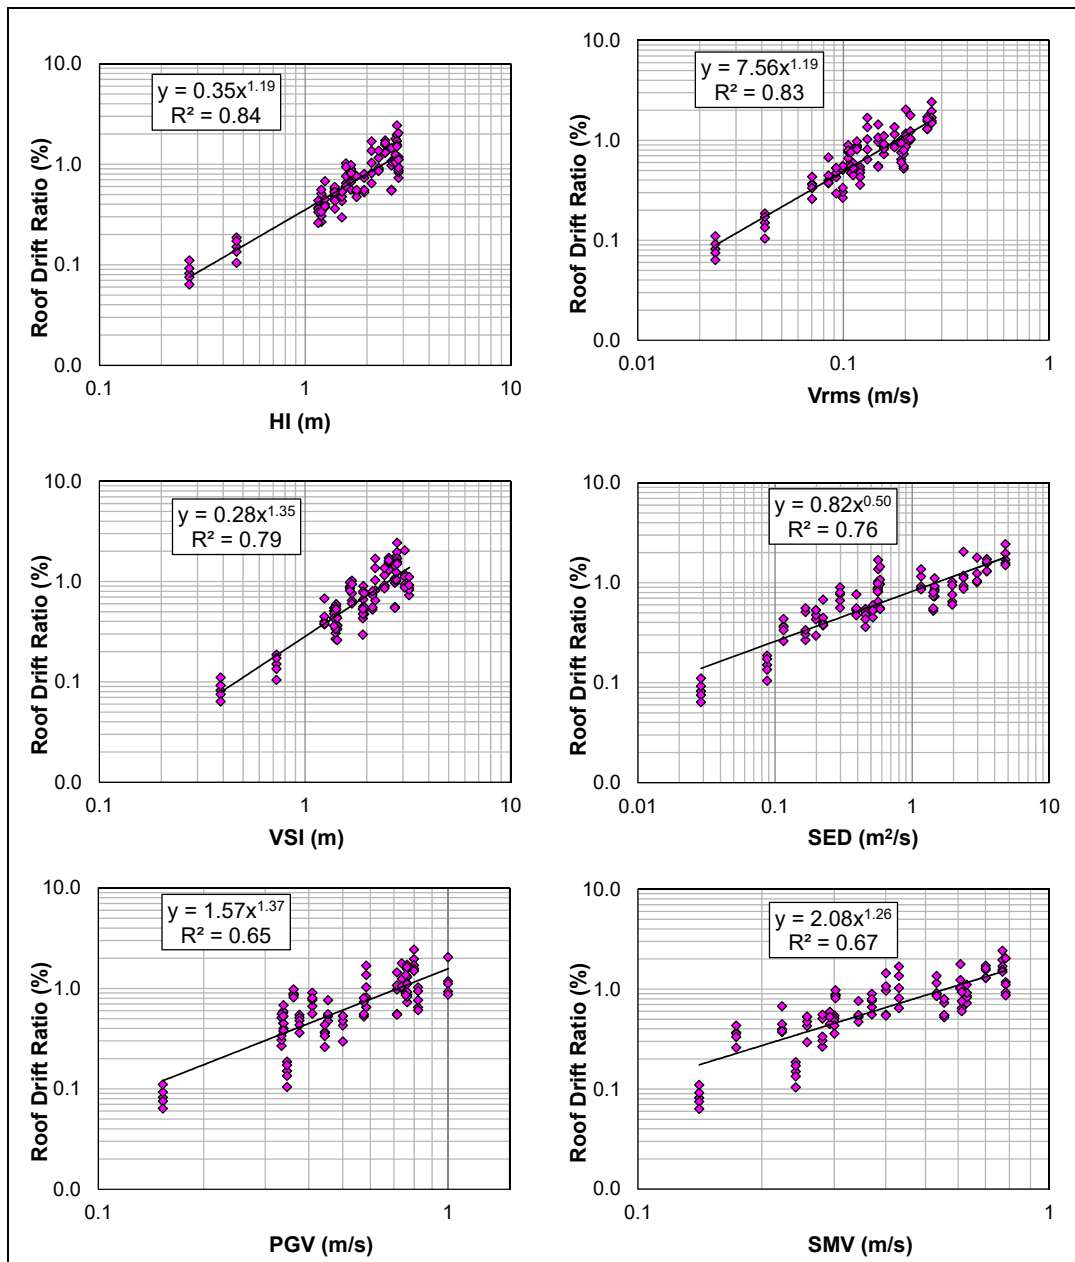 y = 0.35x^1.19
R² = 0.84
Roof Drift Ratio (%)
10.0
1.0
0.1
0.0
0.1
1
10
HI (m)
y = 7.56x^1.19
R² = 0.83
Roof Drift Ratio (%)
10.0
1.0
0.1
0.0
0.01
0.1
1
Vrms (m/s)
y = 0.28x^1.35
R² = 0.79
Roof Drift Ratio (%)
10.0
1.0
0.1
0.0
0.1
1
10
VSI (m)
y = 0.82x^0.50
R² = 0.76
Roof Drift Ratio (%)
10.0
1.0
0.1
0.0
0.01
0.1
1
10
SED (m²/s)
y = 1.57x^1.37
R² = 0.65
Roof Drift Ratio (%)
10.0
1.0
0.1
0.0
0.1
1
PGV (m/s)
y = 2.08x^1.26
R² = 0.67
Roof Drift Ratio (%)
10.0
1.0
0.1
0.0
0.1
1
SMV (m/s)